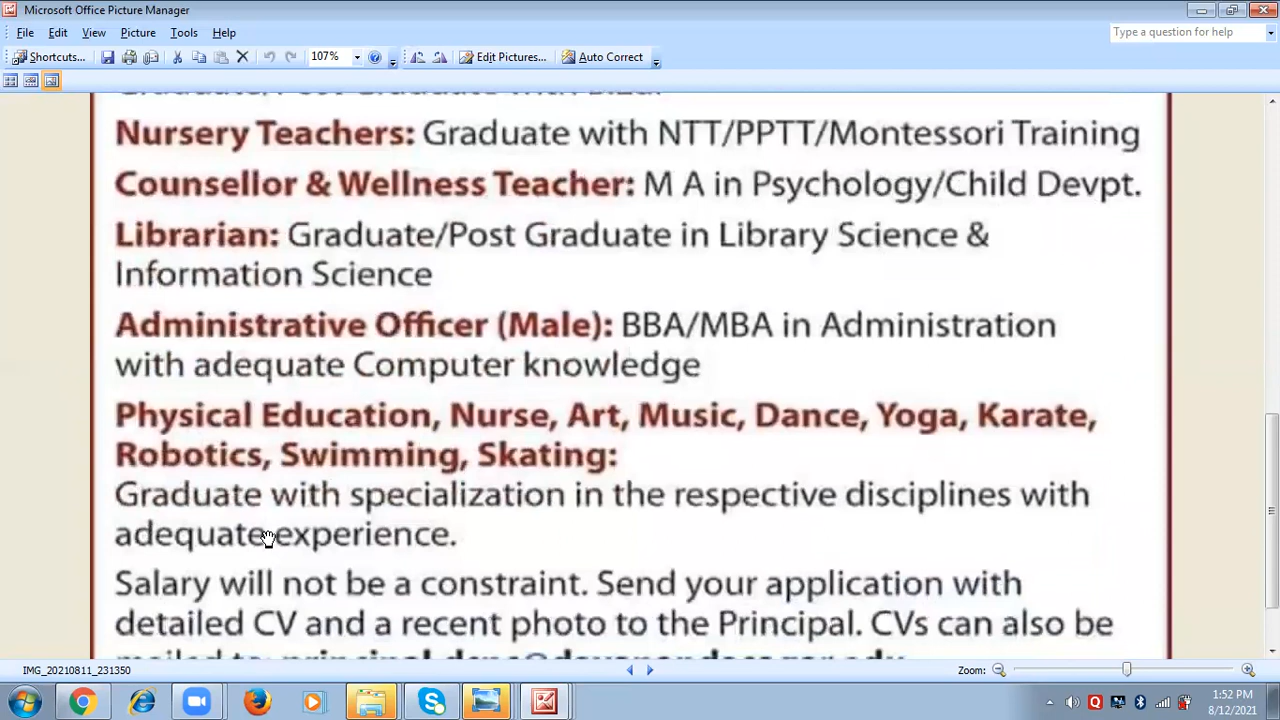 Microsoft Office Picture Manager
File Edit View Picture Tools Help
Type a question for help
Shortcuts...
107%
Edit Pictures...
Auto Correct
Nursery Teachers: Graduate with NTT/PPTT/Montessori Training
Counsellor & Wellness Teacher: M A in Psychology/Child Devpt.
Librarian: Graduate/Post Graduate in Library Science &
Information Science
Administrative Officer (Male): BBA/MBA in Administration
with adequate Computer knowledge
Physical Education, Nurse, Art, Music, Dance, Yoga, Karate,
Robotics, Swimming, Skating:
Graduate with specialization in the respective disciplines with
adequate experience.
Salary will not be a constraint. Send your application with
detailed CV and a recent photo to the Principal. CVs can also be
IMG_20210811_231350
Zoom:
1:52 PM
8/12/2021